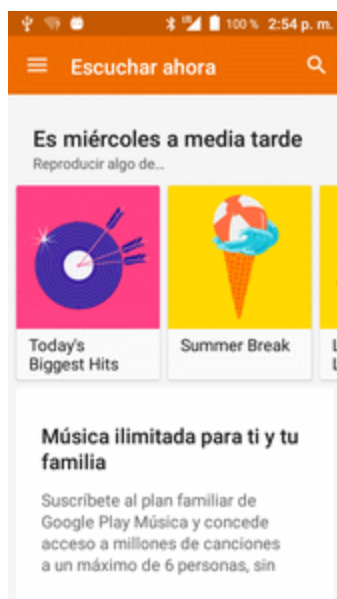 100 % 2:54 p. m.
Escuchar ahora
Es miércoles a media tarde
Reproducir algo de...
Today's
Biggest Hits
Summer Break
Música ilimitada para ti y tu
familia
Suscríbete al plan familiar de
Google Play Música y concede
acceso a millones de canciones
a un máximo de 6 personas, sin